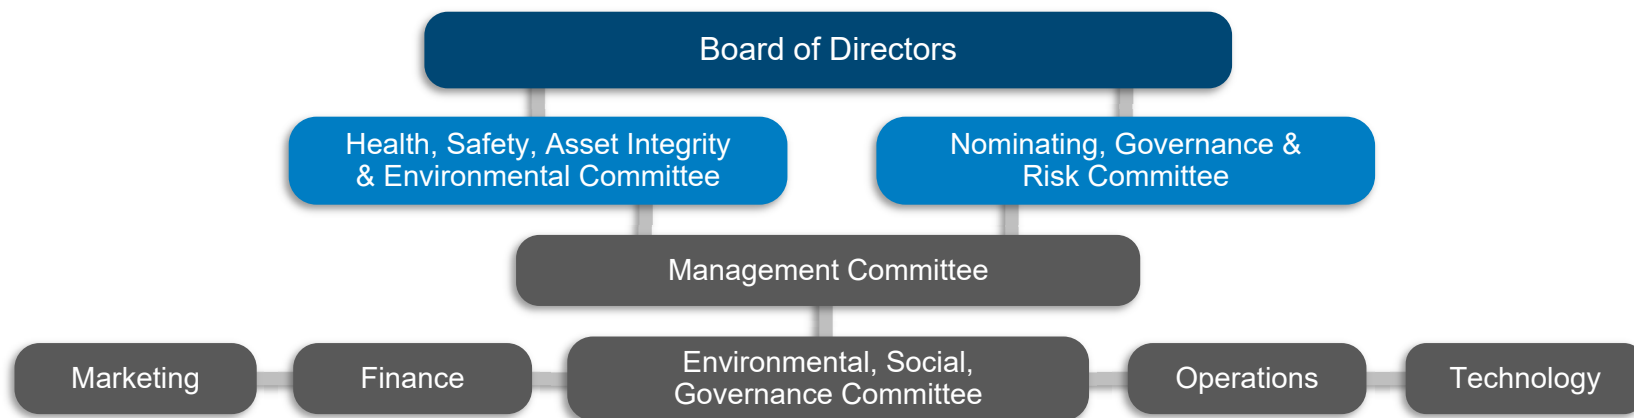 Board of Directors
Health, Safety, Asset Integrity
& Environmental Committee
Nominating, Governance &
Risk Committee
Management Committee
Marketing
Finance
Environmental, Social,
Governance Committee
Operations
Technology